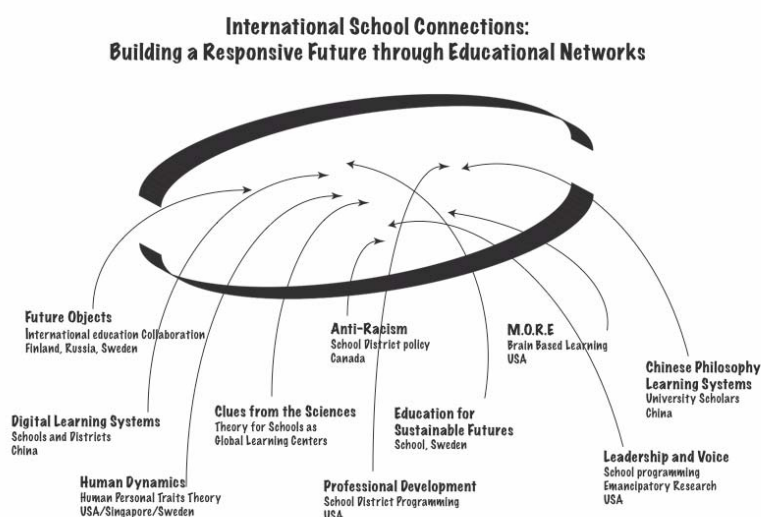 International School Connections:
Building a Responsive Future through Educational Networks
Future Objects
International education Collaboration
Finland, Russia, Sweden
Anti-Racism
School District policy
Canada
M.O.R.E
Brain Based Learning
USA
Chinese Philosophy
Learning Systems
University Scholars
China
Digital Learning Systems
Schools and Districts
China
Clues from the Sciences
Theory for Schools as
Global Learning Centers
Education for
Sustainable Futures
School, Sweden
Leadership and Voice
School programming
Emancipatory Research
USA
Human Dynamics
Human Personal Traits Theory
USA/Singapore/Sweden
Professional Development
School District Programming
USA